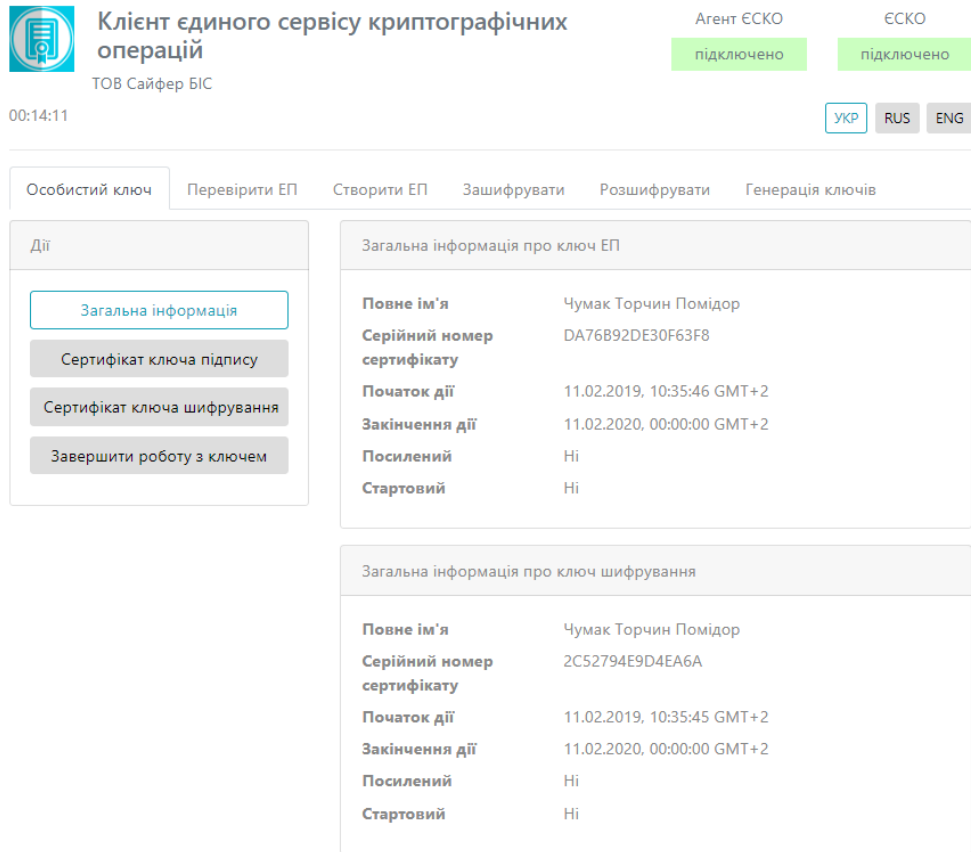 Клієнт єдиного сервісу криптографічних
операцій
ТОВ Сайфер БІС
Агент ЄСКО
ЄСКО
підключено
підключено
00:14:11
УКР
RUS
ENG
Особистий ключ
Перевірити ЕП
Створити ЕП
Зашифрувати
Розшифрувати
Генерація ключів
Дії
Загальна інформація
Сертифікат ключа підпису
Сертифікат ключа шифрування
Завершити роботу з ключем
Загальна інформація про ключ ЕП
Повне ім'я Чумак Торчин Помідор
Серійний номер DA76B92DE30F63F8
сертифікату
Початок дії 11.02.2019, 10:35:46 GMT+2
Закінчення дії 11.02.2020, 00:00:00 GMT+2
Посилений Ні
Стартовий Ні
Загальна інформація про ключ шифрування
Повне ім'я Чумак Торчин Помідор
Серійний номер 2C52794E9D4EA6A
сертифікату
Початок дії 11.02.2019, 10:35:45 GMT+2
Закінчення дії 11.02.2020, 00:00:00 GMT+2
Посилений Ні
Стартовий Ні